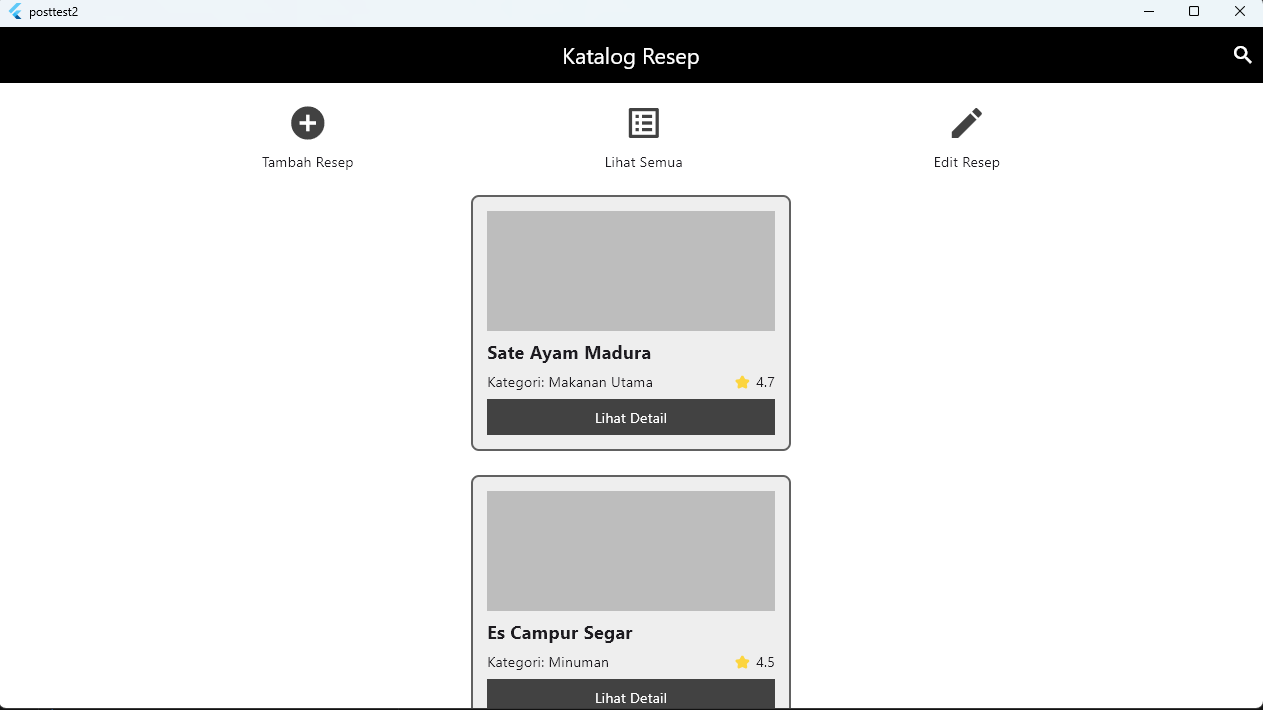 posttest2
Katalog Resep
Tambah Resep
Lihat Semua
Edit Resep
Sate Ayam Madura
Kategori: Makanan Utama 4.7
Lihat Detail
Es Campur Segar
Kategori: Minuman 4.5
Lihat Detail